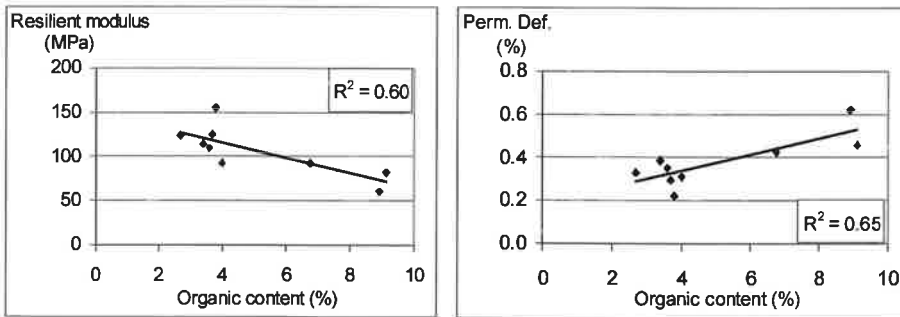 Resilient modulus
(MPa)
200
150
100
50
0
0 2 4 6 8 10
Organic content (%)
R² = 0.60
Perm. Def.
(%)
0.8
0.6
0.4
0.2
0.0
0 2 4 6 8 10
Organic content (%)
R² = 0.65